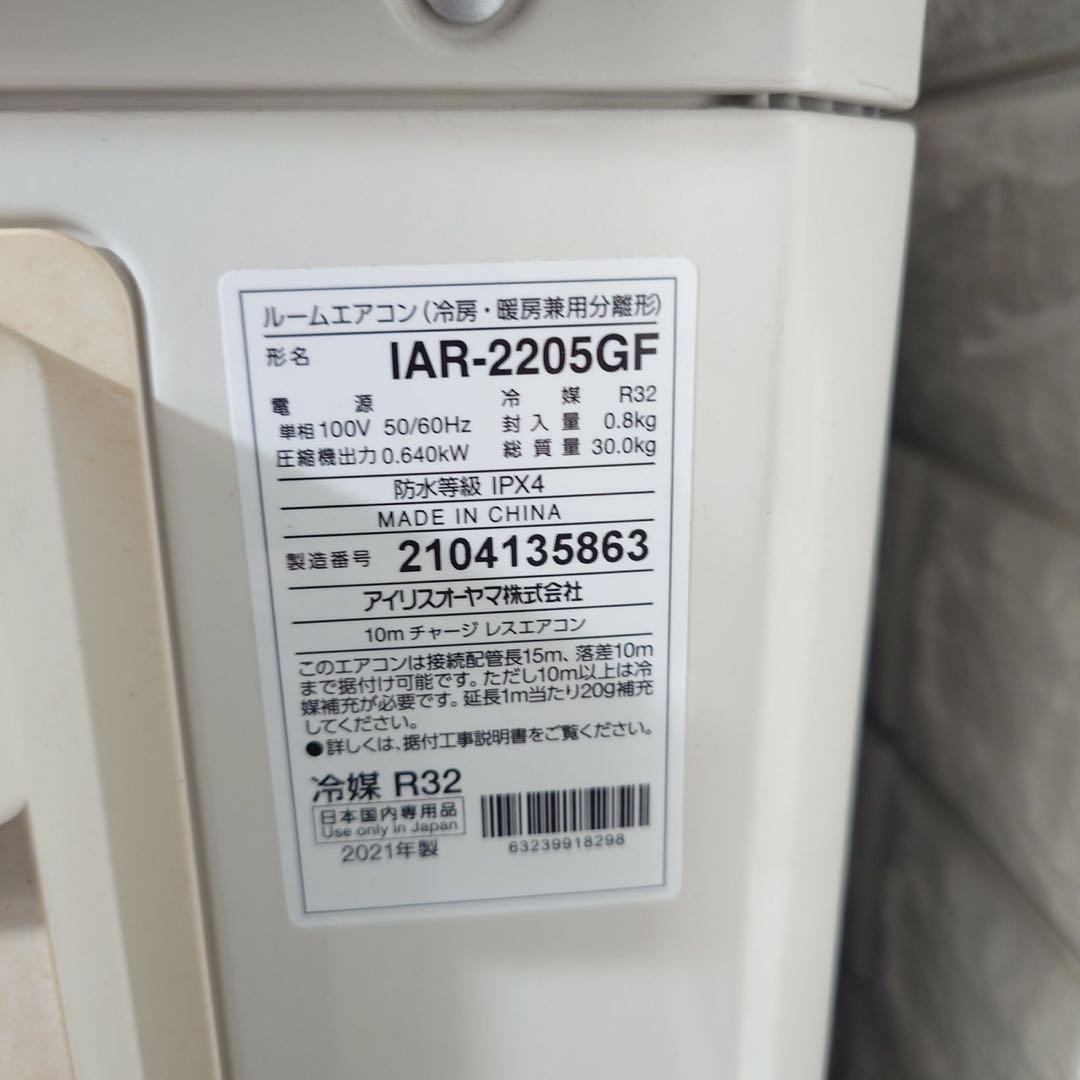 ルームエアコン(冷房・暖房兼用分離形)
形名 IAR-2205GF
電源 冷媒 R32
単相100V 50/60Hz 封入量 0.8kg
圧縮機出力0.640kW 総質量 30.0kg
防水等級 IPX4
MADE IN CHINA
製造番号 2104135863
アイリスオーヤマ株式会社
10mチャージレスエアコン
このエアコンは接続配管長15m、落差10m
まで据付け可能です。ただし10m以上は冷
媒補充が必要です。延長1m当たり20g補充
してください。
●詳しくは、据付工事説明書をご覧ください。
冷媒 R32
日本国内専用品
Use only in Japan
2021年製
63239918298